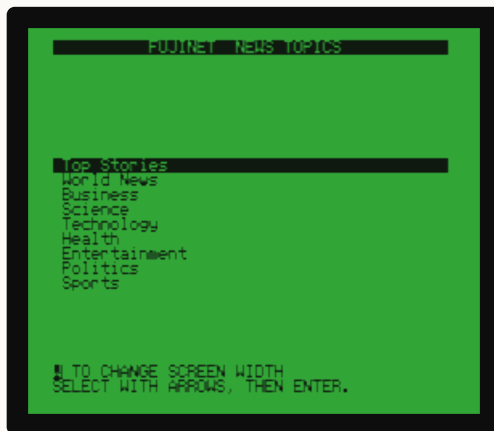 FUJINET NEWS TOPICS
Top Stories
World News
Business
Science
Technology
Health
Entertainment
Politics
Sports
TO CHANGE SCREEN WIDTH
SELECT WITH ARROWS, THEN ENTER.